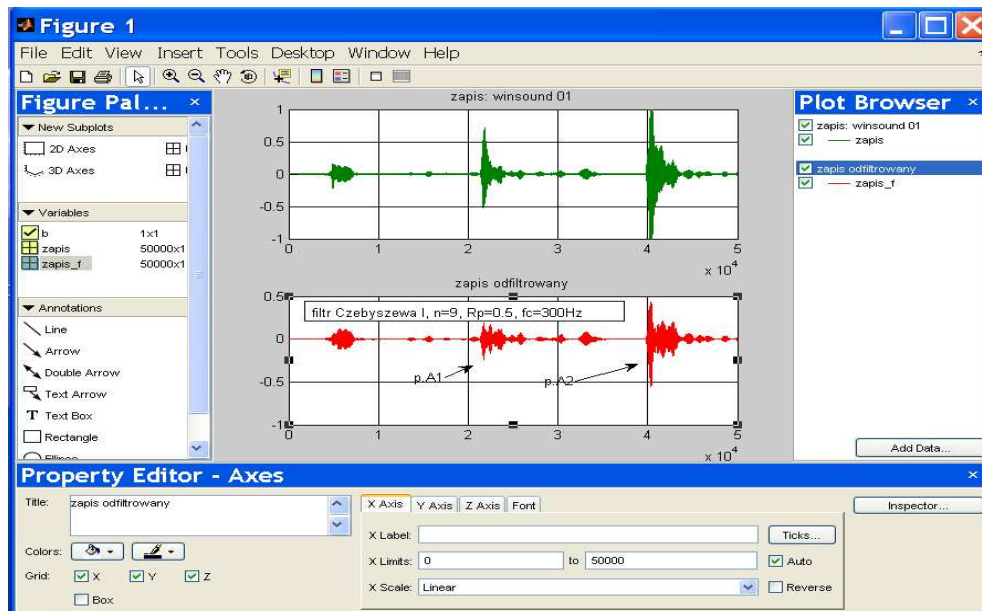 Figure 1
File Edit View Insert Tools Desktop Window Help
Figure Pal...
New Subplots
2D Axes
3D Axes
Variables
b 1x1
zapis 50000x1
zapis_f 50000x1
Annotations
Line
Arrow
Double Arrow
Text Arrow
T Text Box
Rectangle
Ellipse
zapis: winsound 01
1
0.5
0
-0.5
-1
0 1 2 3 4 5
x 10^4
zapis odfiltrowany
0.5
0
-0.5
-1
filtr Czebyszewa I, n=9, Rp=0.5, fc=300Hz
p.A1
p.A2
0 1 2 3 4 5
x 10^4
Plot Browser
zapis: winsound 01
zapis
zapis odfiltrowany
zapis_f
Add Data...
Property Editor - Axes
Title: zapis odfiltrowany
Colors:
Grid: X Y Z
Box
X Axis Y Axis Z Axis Font
X Label:
Ticks...
X Limits: 0 to 50000
Auto
X Scale: Linear
Reverse
Inspector...